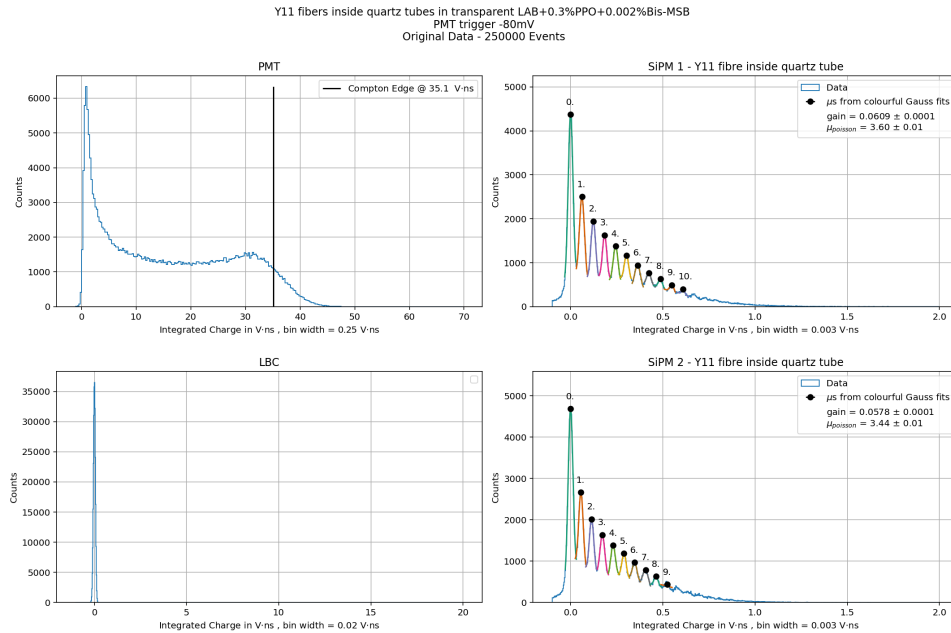 Y11 fibers inside quartz tubes in transparent LAB+0.3%PPO+0.002%Bis-MSB
PMT trigger -80mV
Original Data - 250000 Events
PMT
Compton Edge @ 35.1 V·ns
6000
5000
4000
3000
2000
1000
0
Counts
0 10 20 30 40 50 60 70
Integrated Charge in V·ns , bin width = 0.25 V·ns
SiPM 1 - Y11 fibre inside quartz tube
Data
μs from colourful Gauss fits
gain = 0.0609 ± 0.0001
μpoisson = 3.60 ± 0.01
5000
4000
3000
2000
1000
0
Counts
0. 1. 2. 3. 4. 5. 6. 7. 8. 9. 10.
0.0 0.5 1.0 1.5 2.0
Integrated Charge in V·ns , bin width = 0.003 V·ns
LBC
35000
30000
25000
20000
15000
10000
5000
0
Counts
0 5 10 15 20
Integrated Charge in V·ns , bin width = 0.02 V·ns
SiPM 2 - Y11 fibre inside quartz tube
Data
μs from colourful Gauss fits
gain = 0.0578 ± 0.0001
μpoisson = 3.44 ± 0.01
5000
4000
3000
2000
1000
0
Counts
0. 1. 2. 3. 4. 5. 6. 7. 8. 9.
0.0 0.5 1.0 1.5 2.0
Integrated Charge in V·ns , bin width = 0.003 V·ns